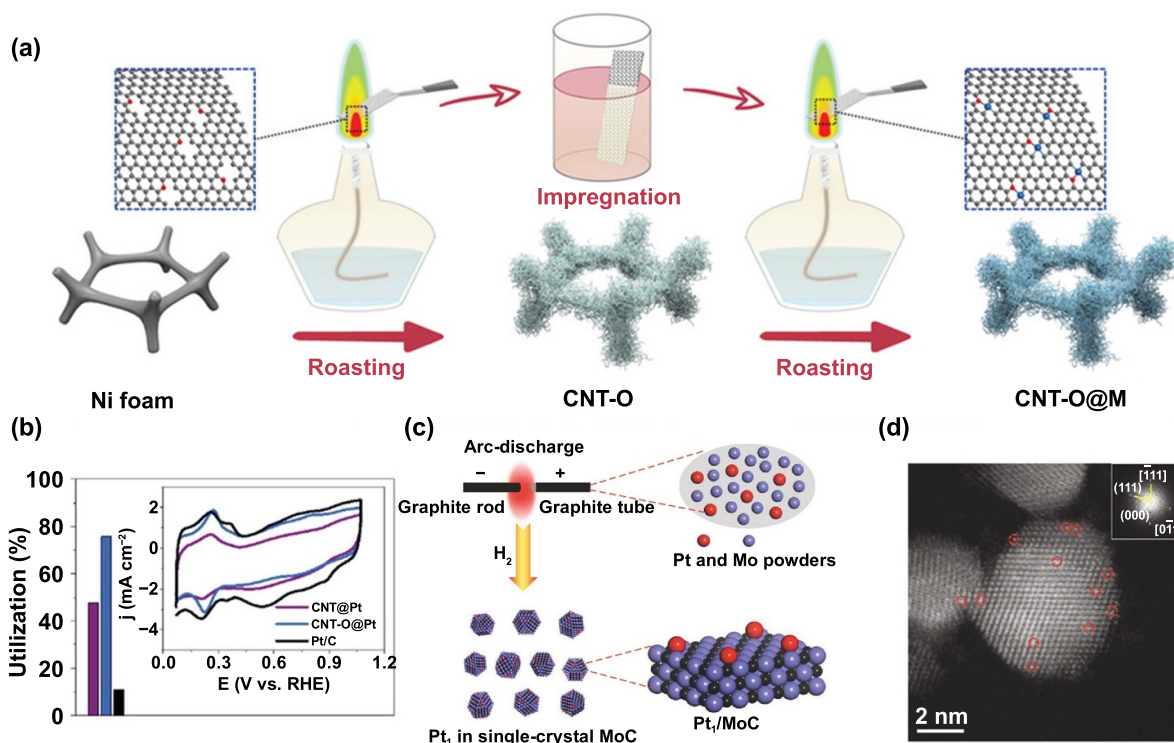 (a)
Impregnation
Roasting
Roasting
Ni foam
CNT-O
CNT-O@M
(b)
Utilization (%)
100
80
60
40
20
0
j (mA cm⁻²)
2
0
−2
−4
CNT@Pt
CNT-O@Pt
Pt/C
0.0 0.3 0.6 0.9 1.2
E (V vs. RHE)
(c)
Arc-discharge
− +
Graphite rod Graphite tube
H₂
Pt and Mo powders
Pt₁ in single-crystal MoC
Pt₁/MoC
(d)
[1̄11]
(111)
(000)
2 nm